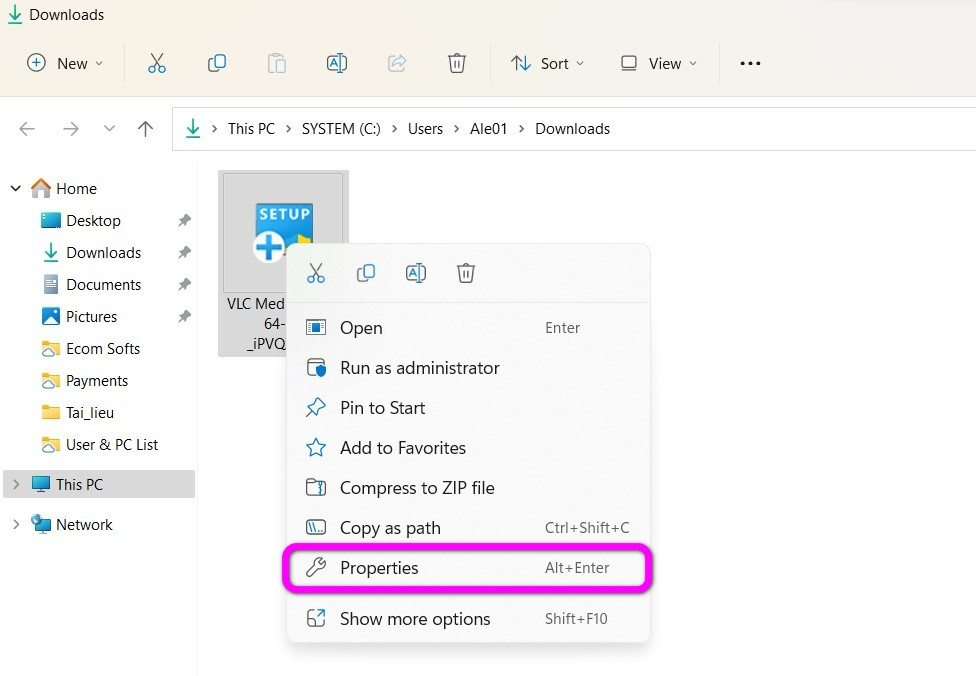 Downloads
New
Sort
View
This PC > SYSTEM (C:) > Users > Ale01 > Downloads
Home
Desktop
Downloads
Documents
Pictures
Ecom Softs
Payments
Tai_lieu
User & PC List
This PC
Network
SETUP
VLC Med
64-
_iPVQ
Open Enter
Run as administrator
Pin to Start
Add to Favorites
Compress to ZIP file
Copy as path Ctrl+Shift+C
Properties Alt+Enter
Show more options Shift+F10